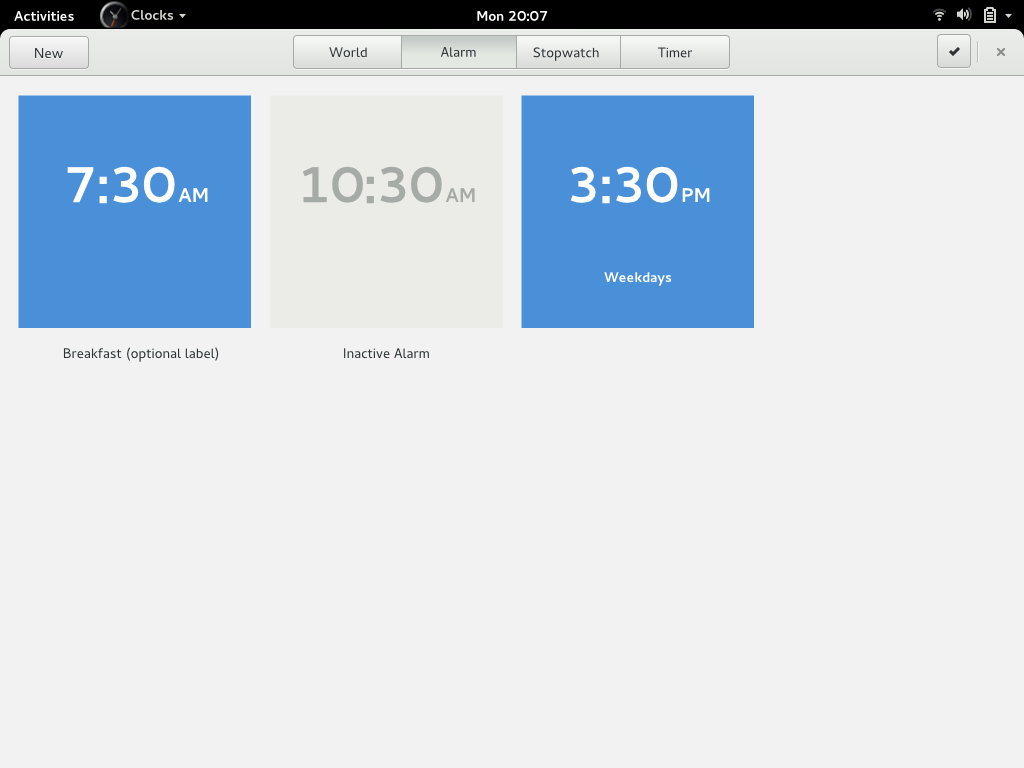 Activities
Clocks
Mon 20:07
New
World
Alarm
Stopwatch
Timer
7:30 AM
10:30 AM
3:30 PM
Weekdays
Breakfast (optional label)
Inactive Alarm